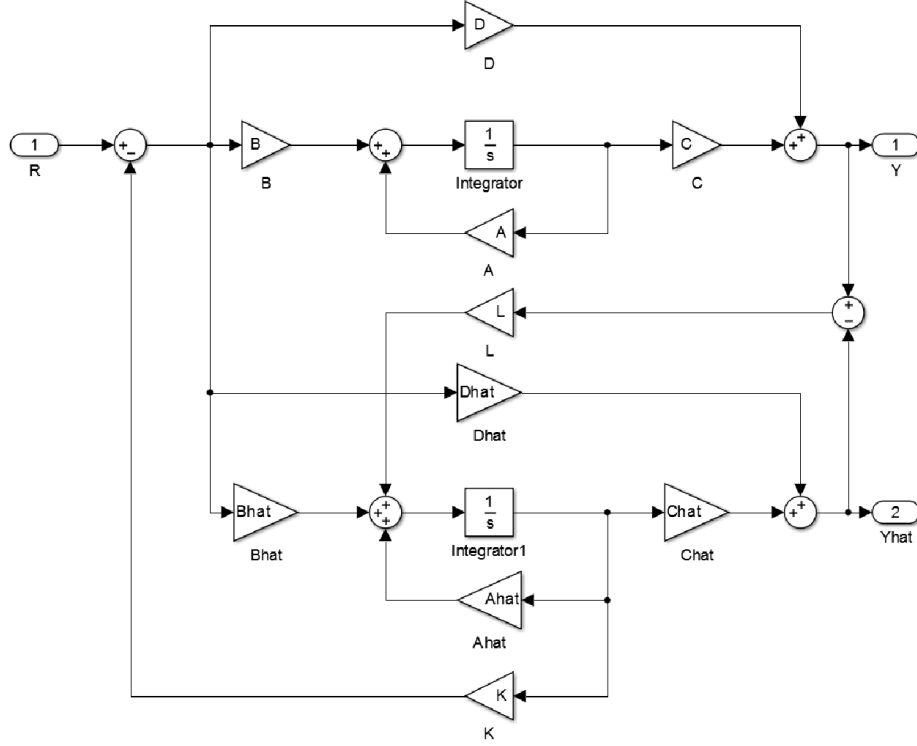 D
D
1
R
+
−
B
B
+
+
1
s
Integrator
C
C
+
+
1
Y
A
A
L
L
+
−
Dhat
Dhat
Bhat
Bhat
+
+
+
1
s
Integrator1
Chat
Chat
+
+
2
Yhat
Ahat
Ahat
K
K